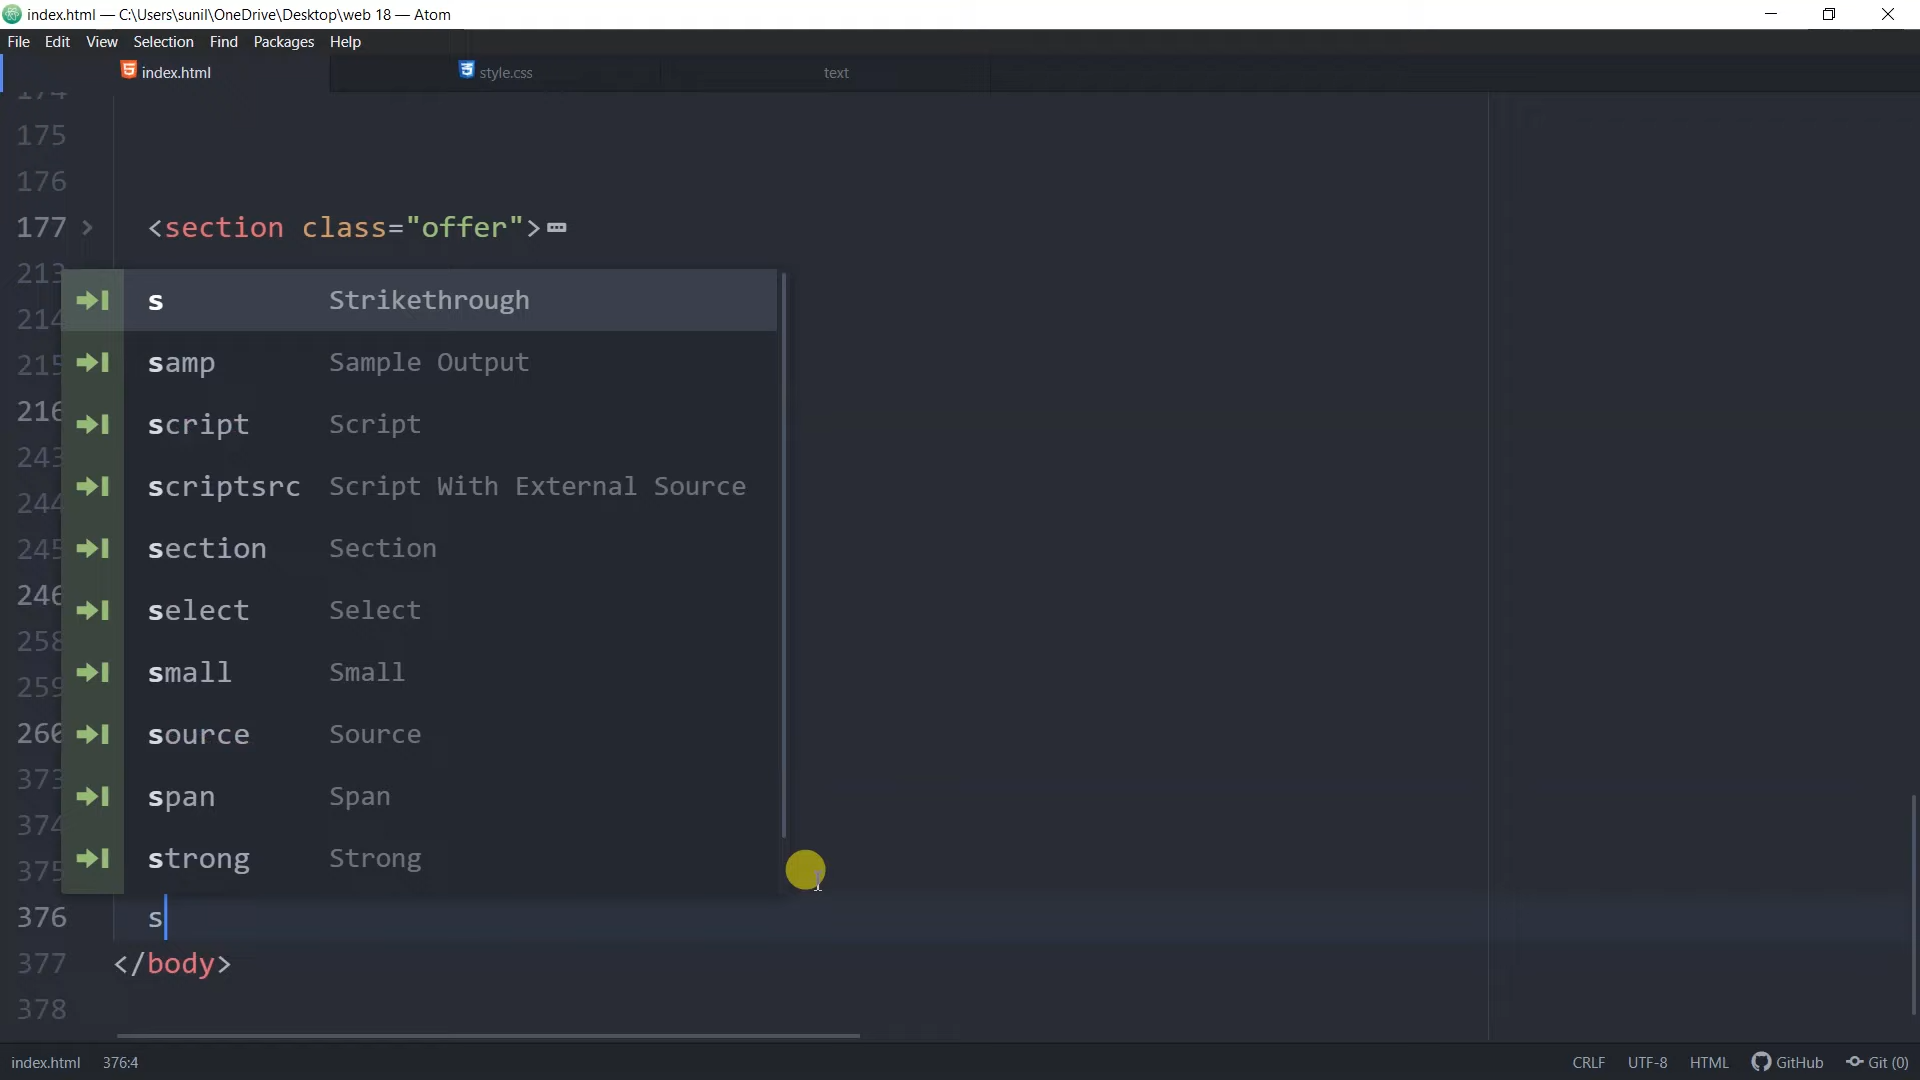 index.html — C:\Users\sunil\OneDrive\Desktop\web 18 — Atom
File Edit View Selection Find Packages Help
index.html style.css text
174
175
176
177 <section class="offer">
213
s Strikethrough
214
samp Sample Output
215
216 script Script
243
scriptsrc Script With External Source
244
245 section Section
246 select Select
258
small Small
259
260 source Source
373
span Span
374
375 strong Strong
376 s
377 </body>
378
index.html 376:4 CRLF UTF-8 HTML GitHub Git (0)